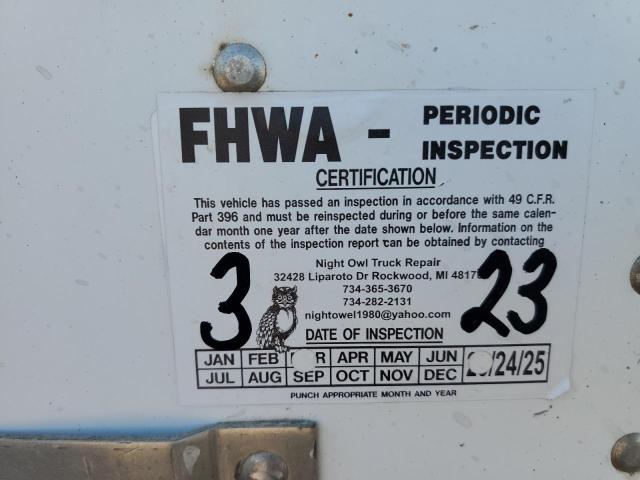 FHWA - PERIODIC INSPECTION
CERTIFICATION
This vehicle has passed an inspection in accordance with 49 C.F.R.
Part 396 and must be reinspected during or before the same calen-
dar month one year after the date shown below. Information on the
contents of the inspection report can be obtained by contacting
Night Owl Truck Repair
32428 Liparoto Dr Rockwood, MI 4817
734-365-3670
734-282-2131
nightowel1980@yahoo.com
3
23
DATE OF INSPECTION
JAN FEB R APR MAY JUN /24/25
JUL AUG SEP OCT NOV DEC
PUNCH APPROPRIATE MONTH AND YEAR